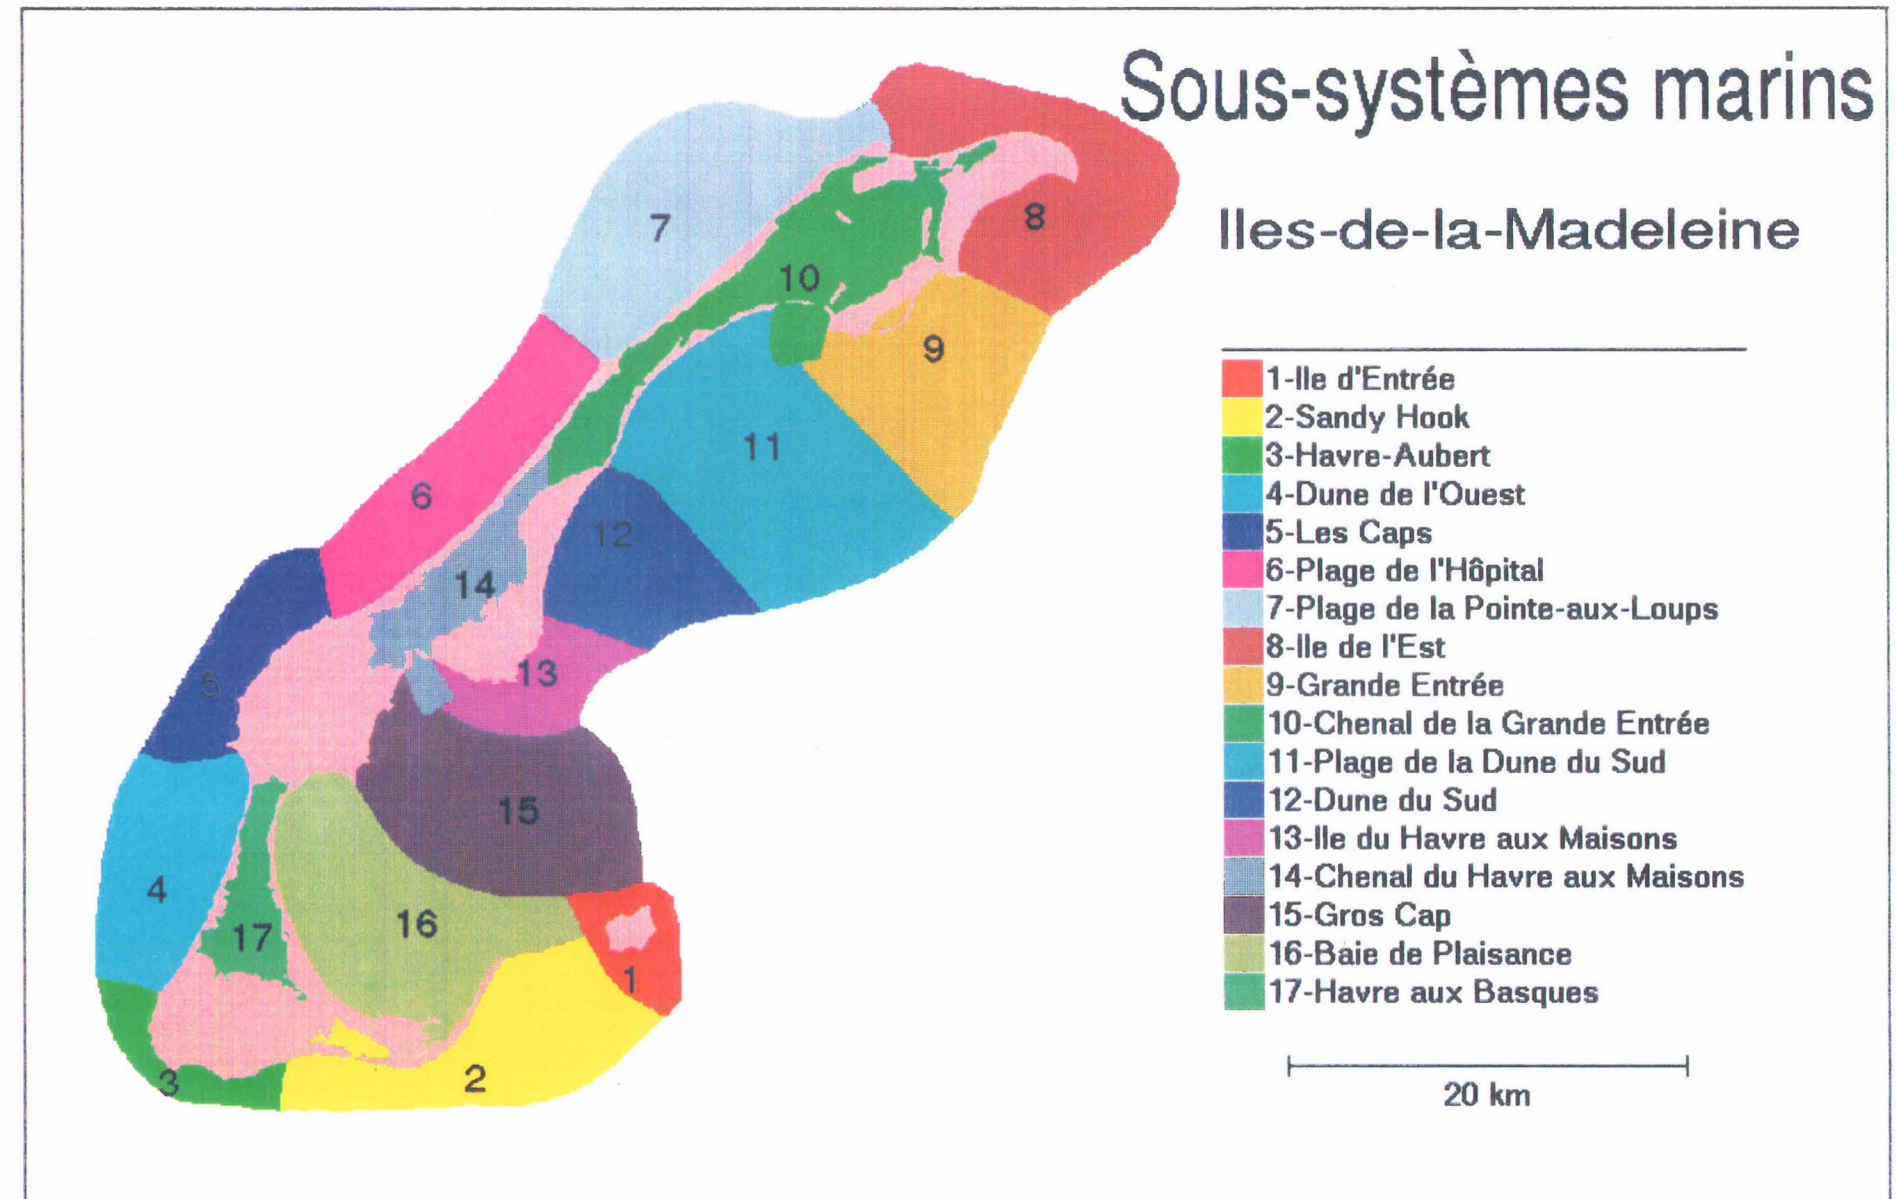 Sous-systèmes marins
Iles-de-la-Madeleine
7
8
10
9
11
6
12
14
5
13
15
4
16
17
1
3
2
1-Ile d'Entrée
2-Sandy Hook
3-Havre-Aubert
4-Dune de l'Ouest
5-Les Caps
6-Plage de l'Hôpital
7-Plage de la Pointe-aux-Loups
8-Ile de l'Est
9-Grande Entrée
10-Chenal de la Grande Entrée
11-Plage de la Dune du Sud
12-Dune du Sud
13-Ile du Havre aux Maisons
14-Chenal du Havre aux Maisons
15-Gros Cap
16-Baie de Plaisance
17-Havre aux Basques
20 km